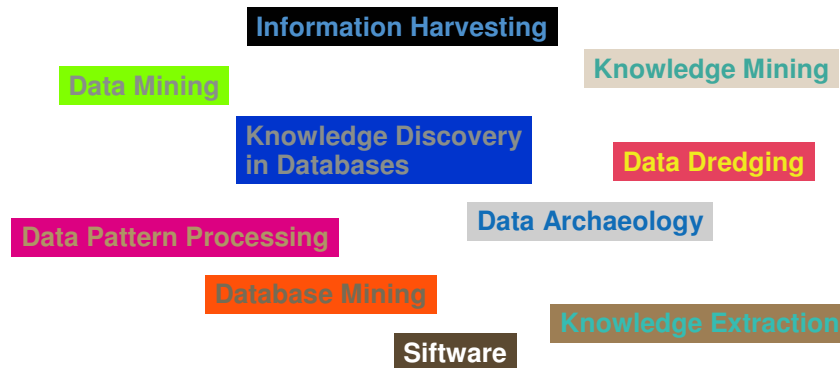 Information Harvesting
Knowledge Mining
Data Mining
Knowledge Discovery
in Databases
Data Dredging
Data Archaeology
Data Pattern Processing
Database Mining
Knowledge Extraction
Siftware